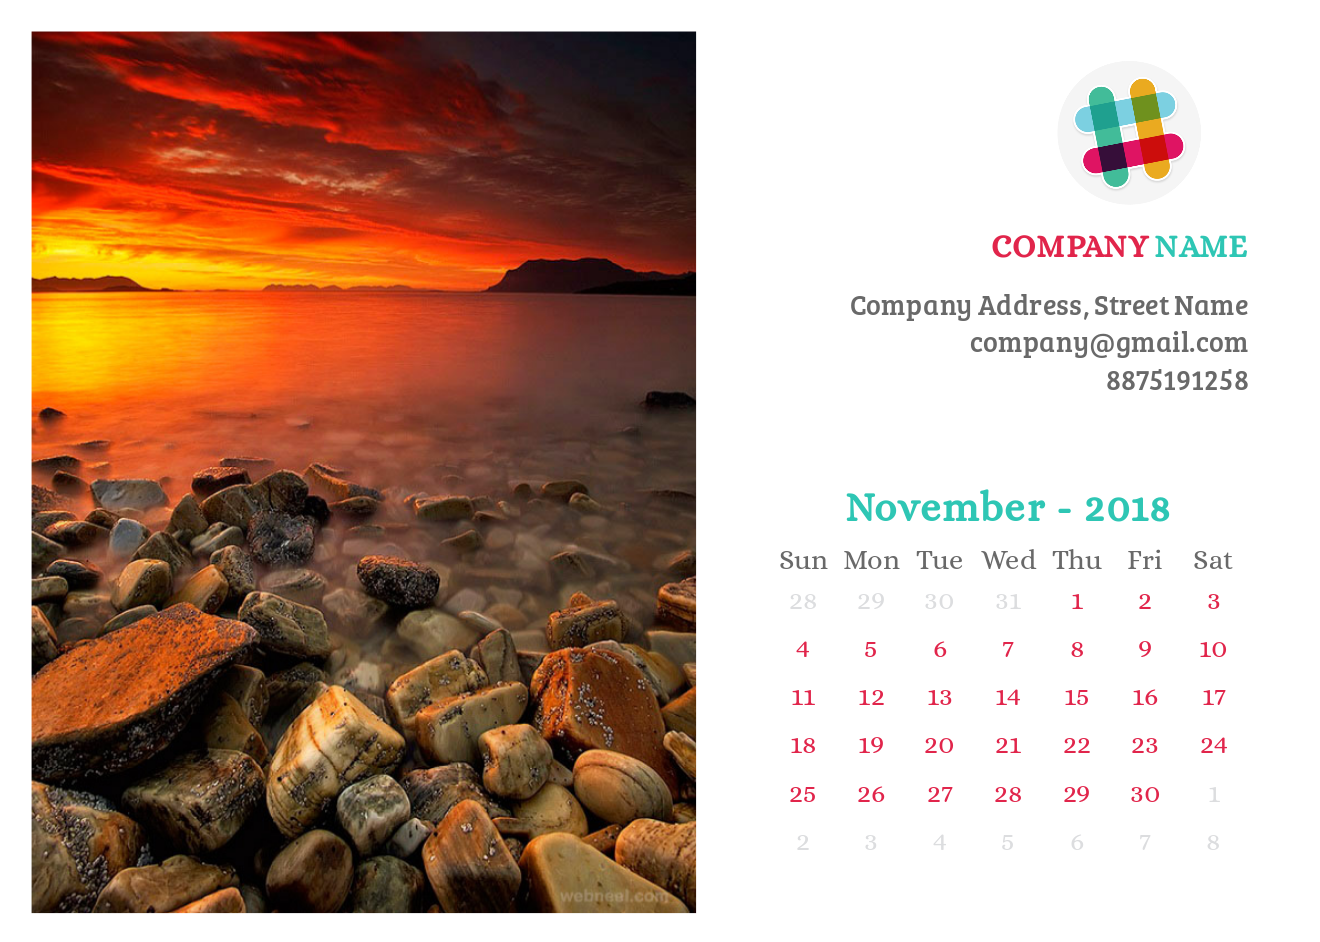 COMPANY NAME
Company Address, Street Name
company@gmail.com
8875191258
November - 2018
Sun Mon Tue Wed Thu Fri Sat
28 29 30 31 1 2 3
4 5 6 7 8 9 10
11 12 13 14 15 16 17
18 19 20 21 22 23 24
25 26 27 28 29 30 1
2 3 4 5 6 7 8
webneel.com